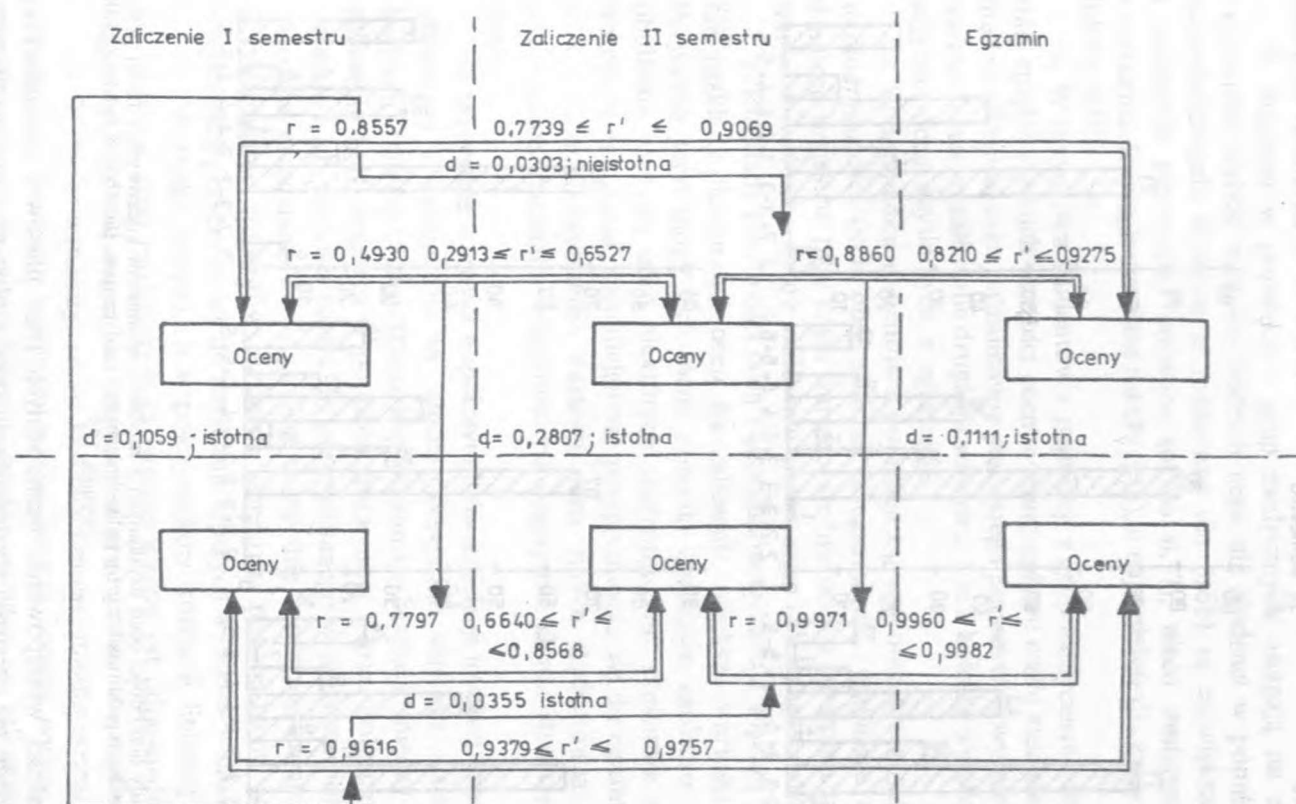 Zaliczenie I semestru
Zaliczenie II semestru
Egzamin
r = 0,8557 0,7739 ≤ r' ≤ 0,9069
d = 0,0303; nieistotna
r = 0,4930 0,2913 ≤ r' ≤ 0,6527
r=0,8860 0,8210 ≤ r' ≤0,9275
Oceny
Oceny
Oceny
d = 0,1059 ; istotna
d= 0,2807 ; istotna
d= 0,1111; istotna
Oceny
Oceny
Oceny
r = 0,7797 0,6640 ≤ r' ≤
≤0,8568
r = 0,9971 0,9960 ≤ r' ≤
≤0,9982
d = 0,0355 istotna
r = 0,9616 0,9379 ≤ r' ≤ 0,9757